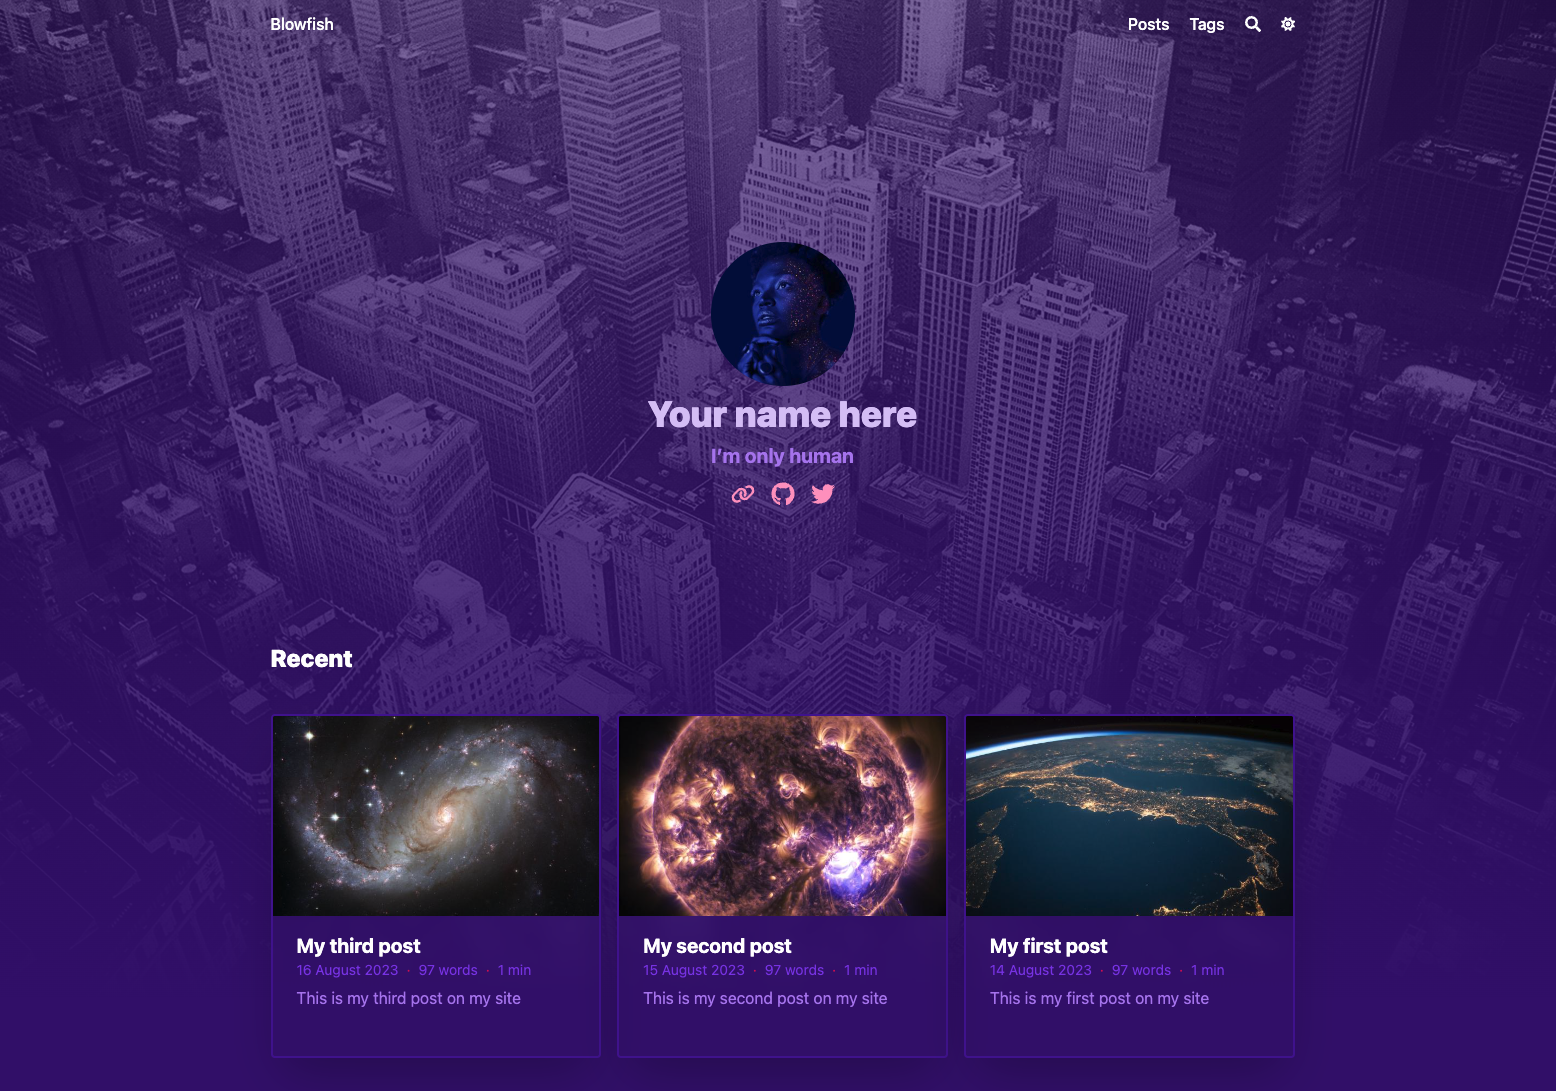 Blowfish
Posts Tags
Your name here
I'm only human
Recent
My third post
16 August 2023 · 97 words · 1 min
This is my third post on my site
My second post
15 August 2023 · 97 words · 1 min
This is my second post on my site
My first post
14 August 2023 · 97 words · 1 min
This is my first post on my site